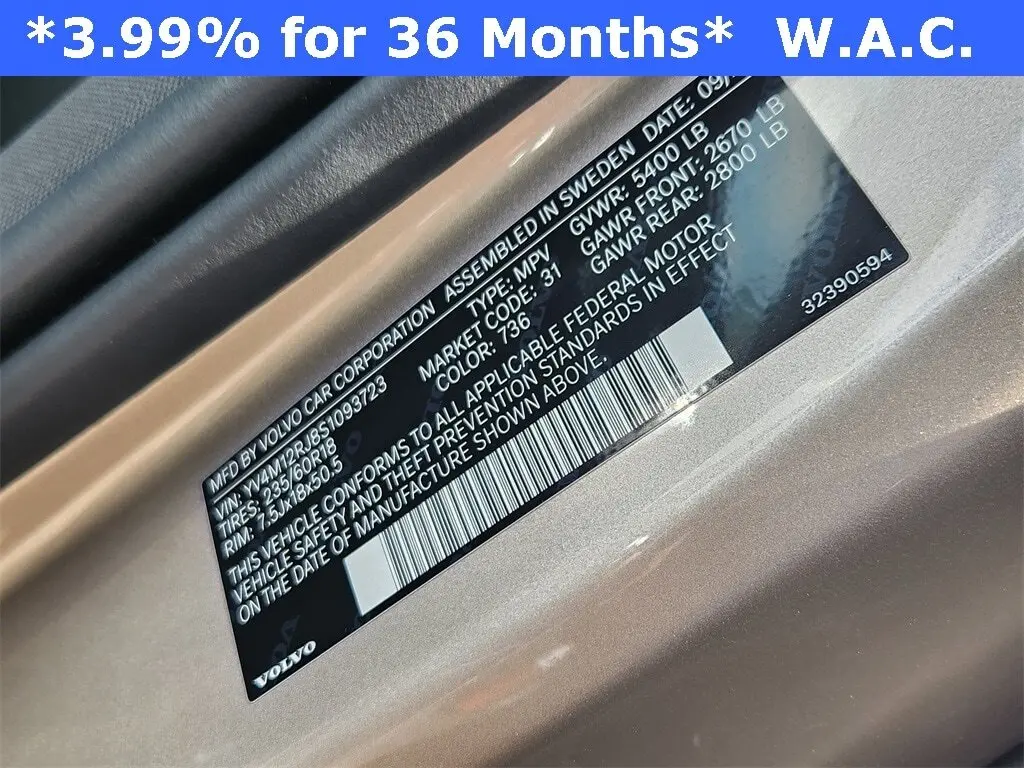 *3.99% for 36 Months* W.A.C.
MFD BY VOLVO CAR CORPORATION ASSEMBLED IN SWEDEN DATE: 09/
VIN: YV4M12RJ8S1093723 TYPE: MPV GVWR: 5400 LB
TIRES: 235/60R18 MARKET CODE: 31 GAWR FRONT: 2670 LB
RIM: 7.5JX18x50.5 COLOR: 736 GAWR REAR: 2800 LB
THIS VEHICLE CONFORMS TO ALL APPLICABLE FEDERAL MOTOR
VEHICLE SAFETY AND THEFT PREVENTION STANDARDS IN EFFECT
ON THE DATE OF MANUFACTURE SHOWN ABOVE.
VOLVO
32390594